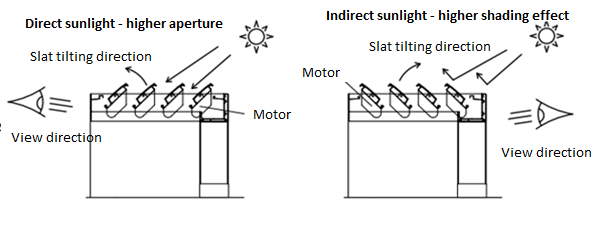 Direct sunlight - higher aperture
Slat tilting direction
Motor
View direction
Indirect sunlight - higher shading effect
Slat tilting direction
Motor
View direction